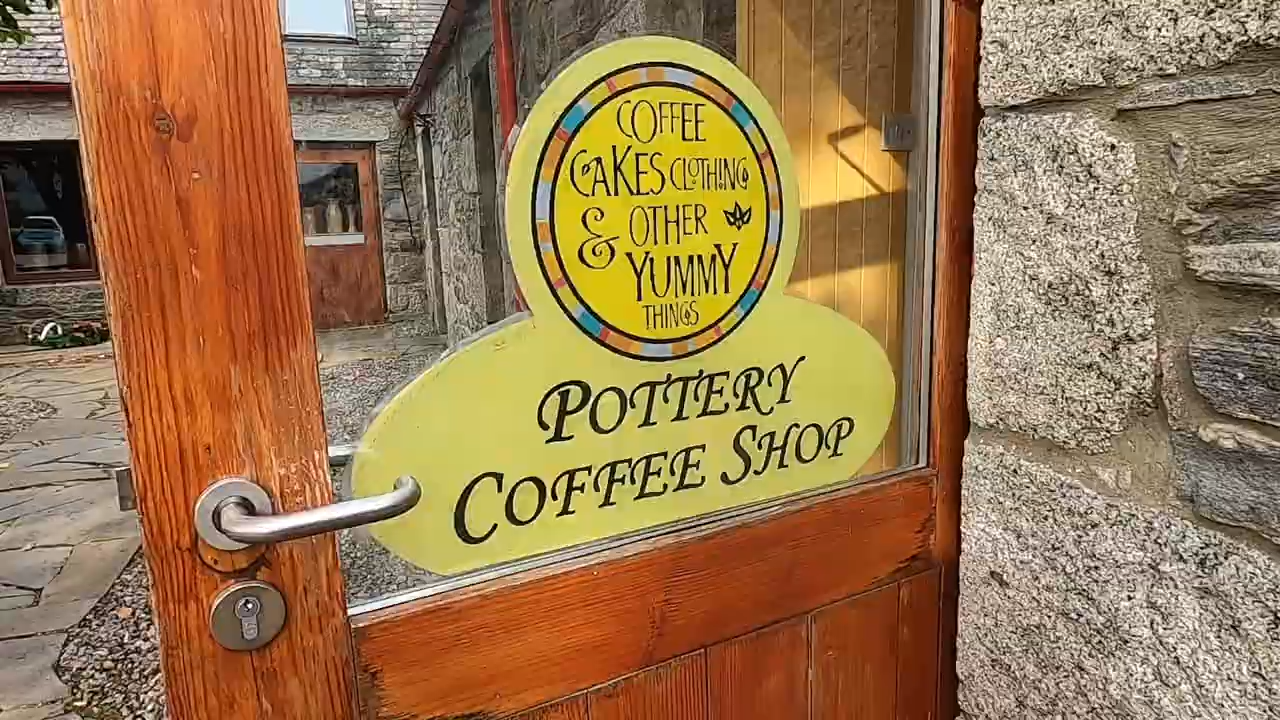 COFFEE
CAKES CLOTHING
& OTHER
YUMMY
THINGS
POTTERY
COFFEE SHOP